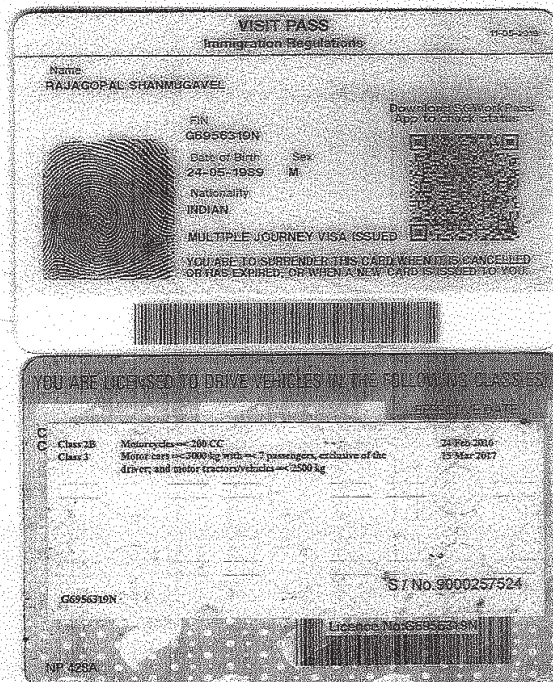 VISIT PASS
Immigration Regulations
Name
RAJAGOPAL SHANMUGAVEL
Download SGWorkPass
App to check status
FIN
G6956319N
Date of Birth Sex
24-05-1989 M
Nationality
INDIAN
MULTIPLE JOURNEY VISA ISSUED
YOU ARE TO SURRENDER THIS CARD WHEN IT IS CANCELLED
OR HAS EXPIRED, OR WHEN A NEW CARD IS ISSUED TO YOU.
YOU ARE LICENSED TO DRIVE VEHICLES IN THE FOLLOWING CLASS(ES)
EFFECTIVE DATE
Class 2B Motorcycles =< 200 CC 24 Feb 2016
Class 3 Motor cars =< 3000 kg with =< 7 passengers, exclusive of the 15 Mar 2017
driver; and motor tractors/vehicles =< 2500 kg
S / No.9000257524
G6956319N
Licence No:G6956319N
NP 428A